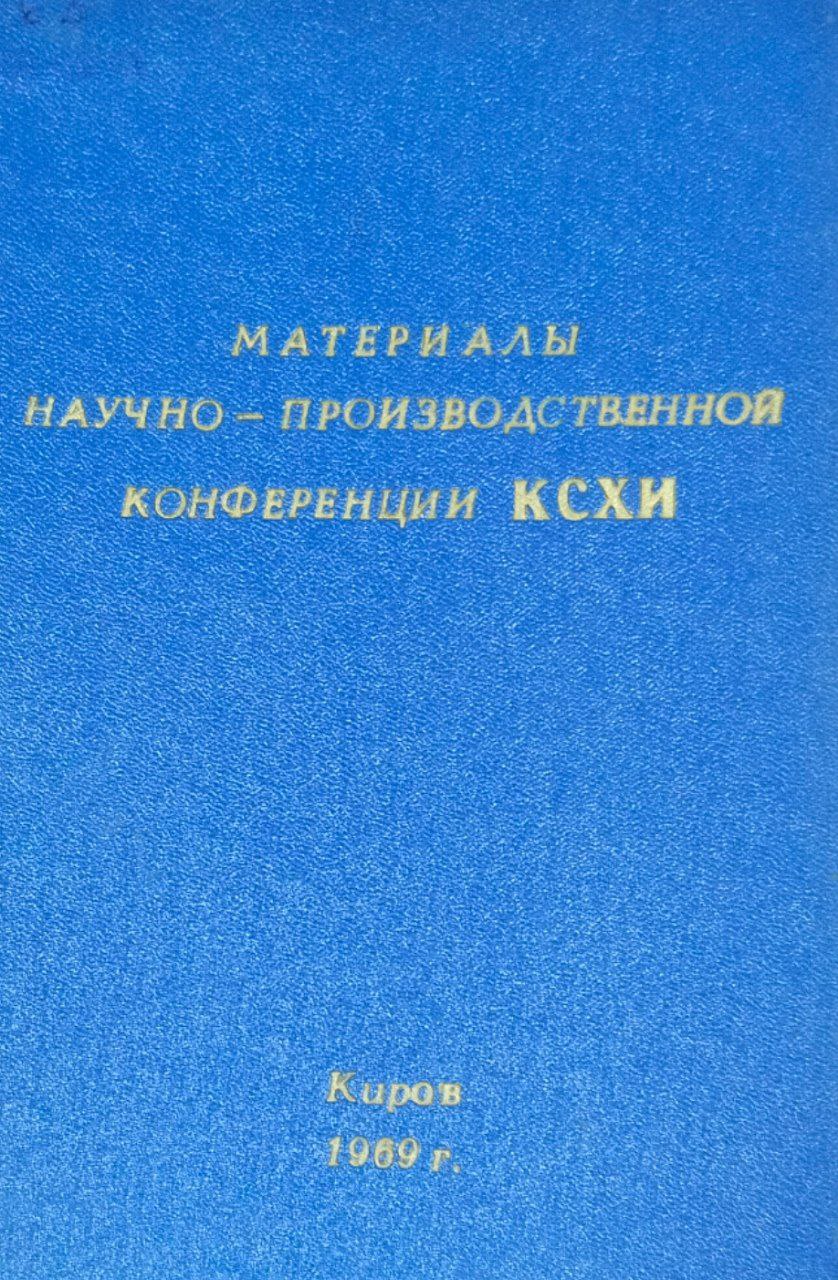 МАТЕРИАЛЫ
НАУЧНО – ПРОИЗВОДСТВЕННОЙ
КОНФЕРЕНЦИИ КСХИ
Киров
1969 г.